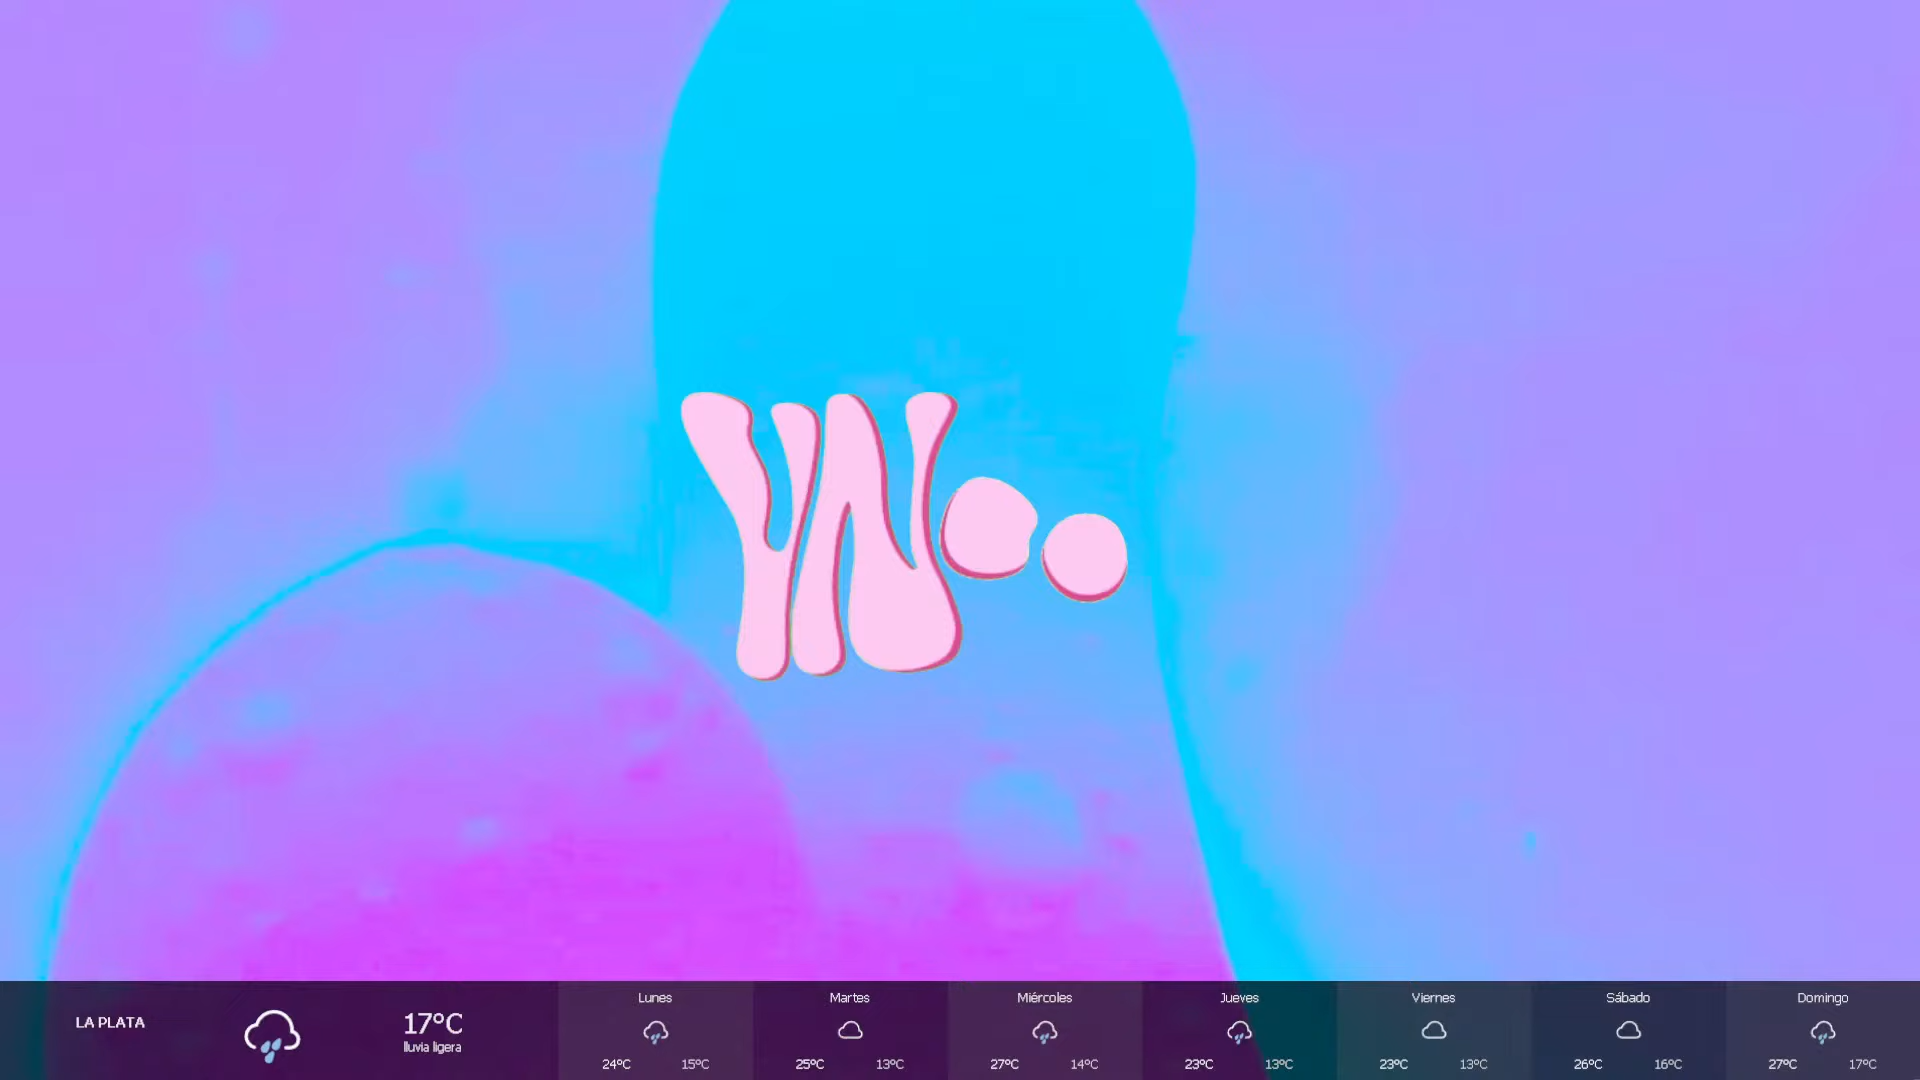 YN
LA PLATA
17°C
lluvia ligera
Lunes
24°C 15°C
Martes
25°C 13°C
Miércoles
27°C 14°C
Jueves
23°C 13°C
Viernes
23°C 13°C
Sábado
26°C 16°C
Domingo
27°C 17°C